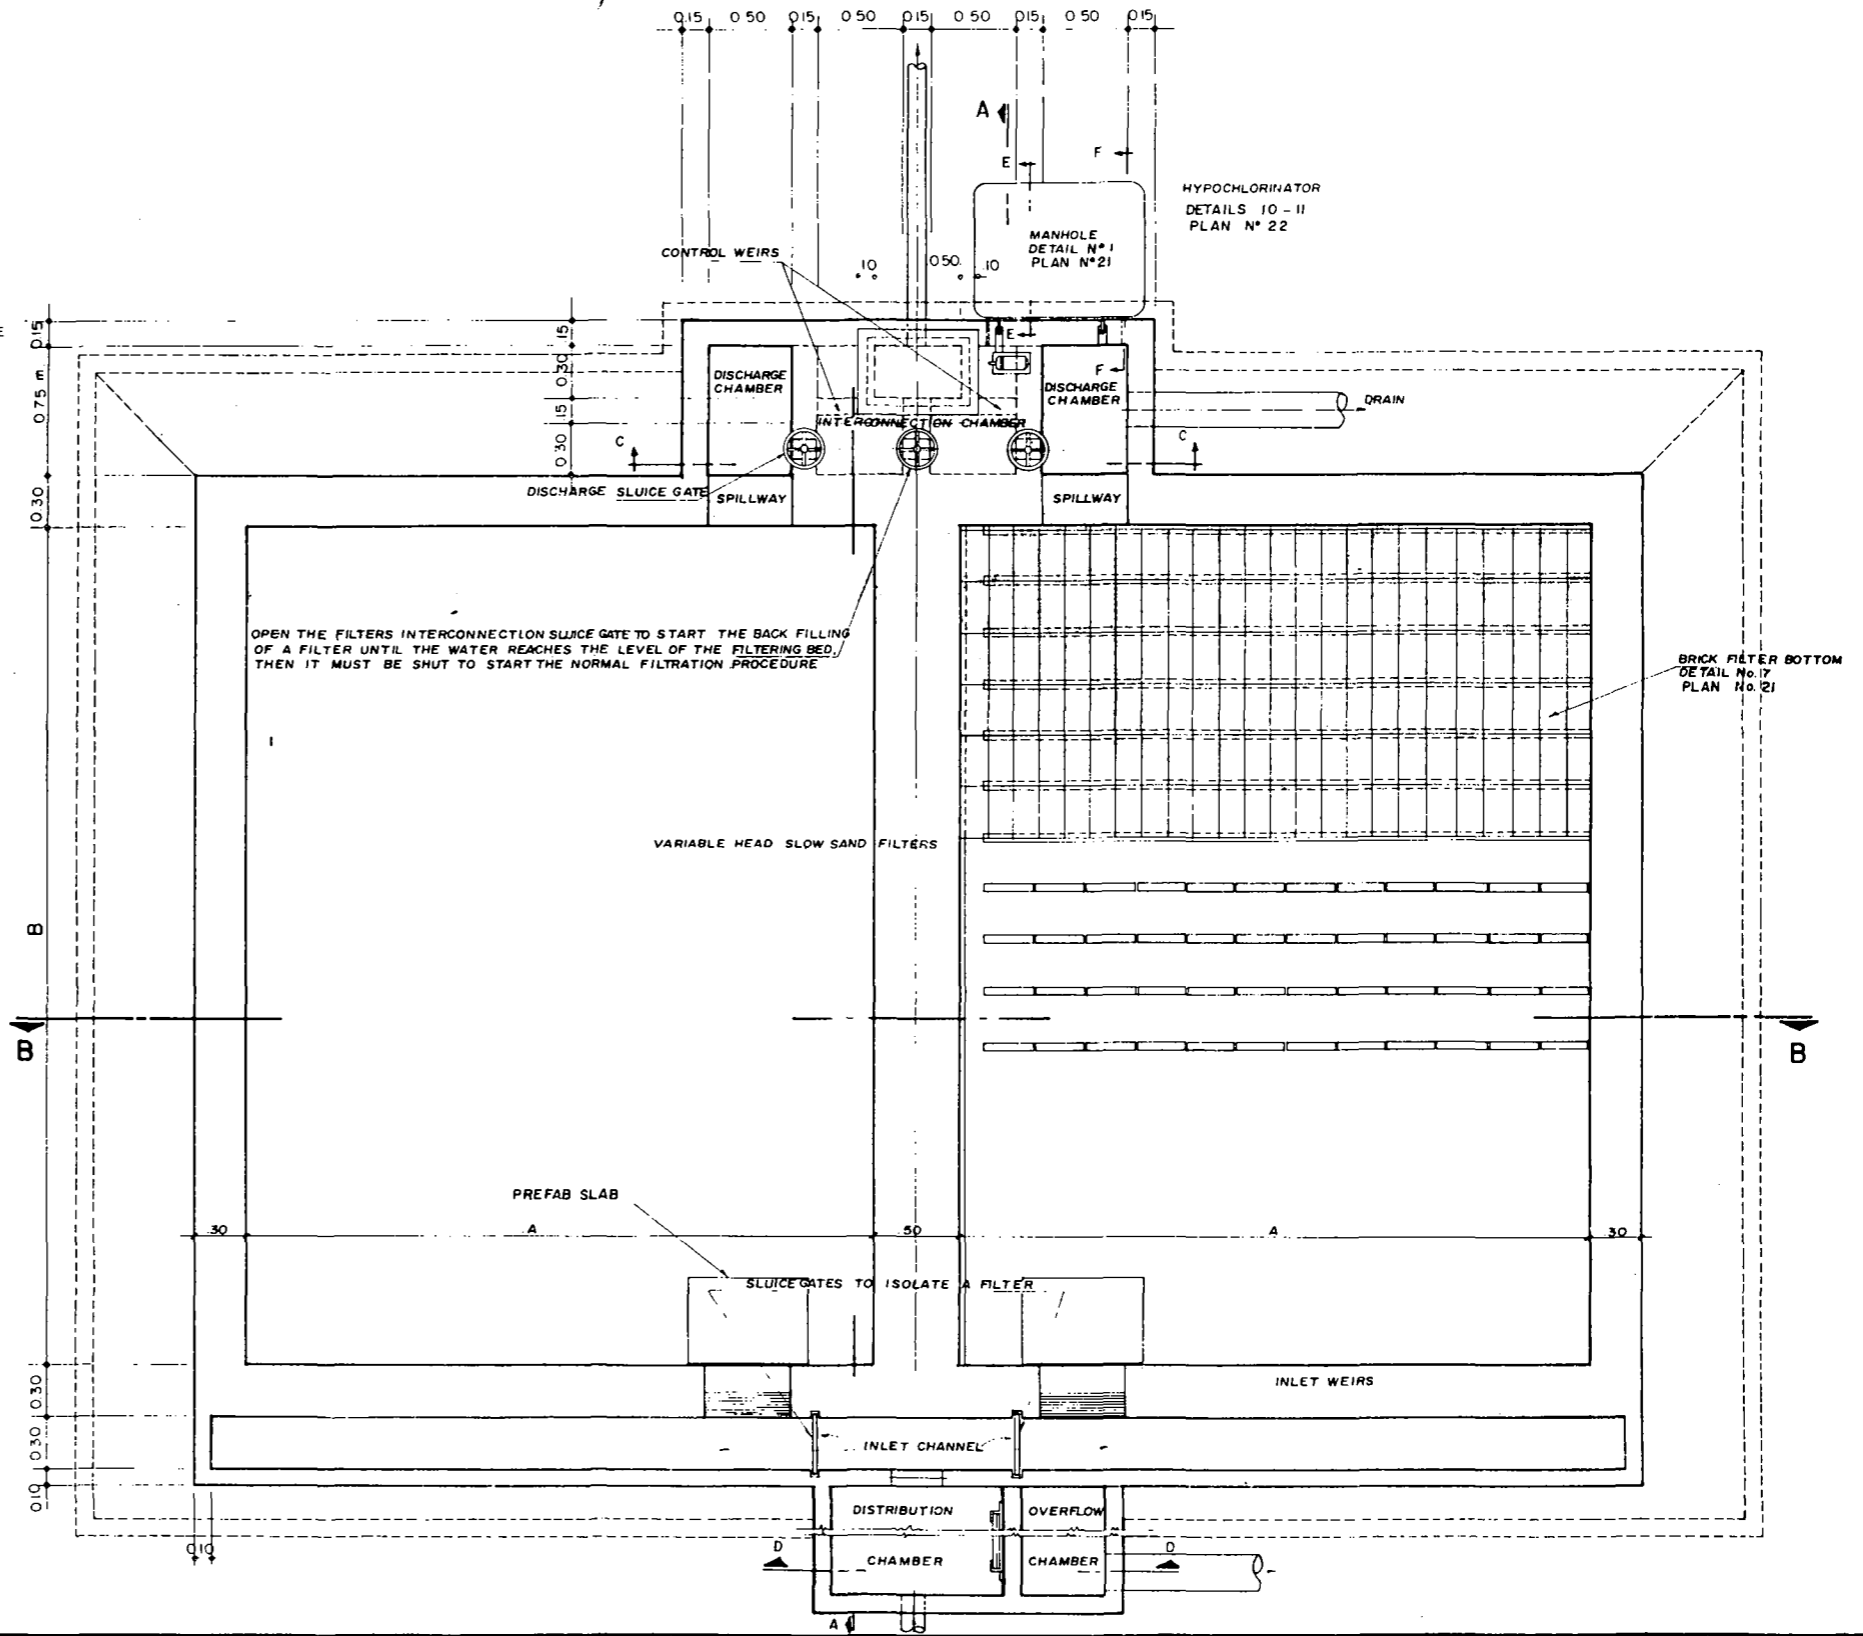 0.15 0 50 0.15 0 50 0.15 0 50 0.15 0 50 0.15
A
E F
HYPOCHLORINATOR
DETAILS 10 - 11
PLAN N° 22
MANHOLE
DETAIL N° 1
PLAN N° 21
CONTROL WEIRS
.10 0.50. .10
0.15
E
0.75
0.30
.15
0.30
0.15
0.30
E
F
DISCHARGE
CHAMBER
DISCHARGE
CHAMBER
DRAIN
INTERCONNECTION CHAMBER
C C
DISCHARGE SLUICE GATE
SPILLWAY SPILLWAY
OPEN THE FILTERS INTERCONNECTION SLUICE GATE TO START THE BACK FILLING
OF A FILTER UNTIL THE WATER REACHES THE LEVEL OF THE FILTERING BED,
THEN IT MUST BE SHUT TO START THE NORMAL FILTRATION PROCEDURE
BRICK FILTER BOTTOM
DETAIL No. 17
PLAN No. 21
VARIABLE HEAD SLOW SAND FILTERS
B
B B
PREFAB SLAB
.30 A .50 A .30
SLUICE GATES TO ISOLATE A FILTER
INLET WEIRS
0.30
0.30
0.10
INLET CHANNEL
DISTRIBUTION
CHAMBER
OVERFLOW
CHAMBER
0.10
D D
A